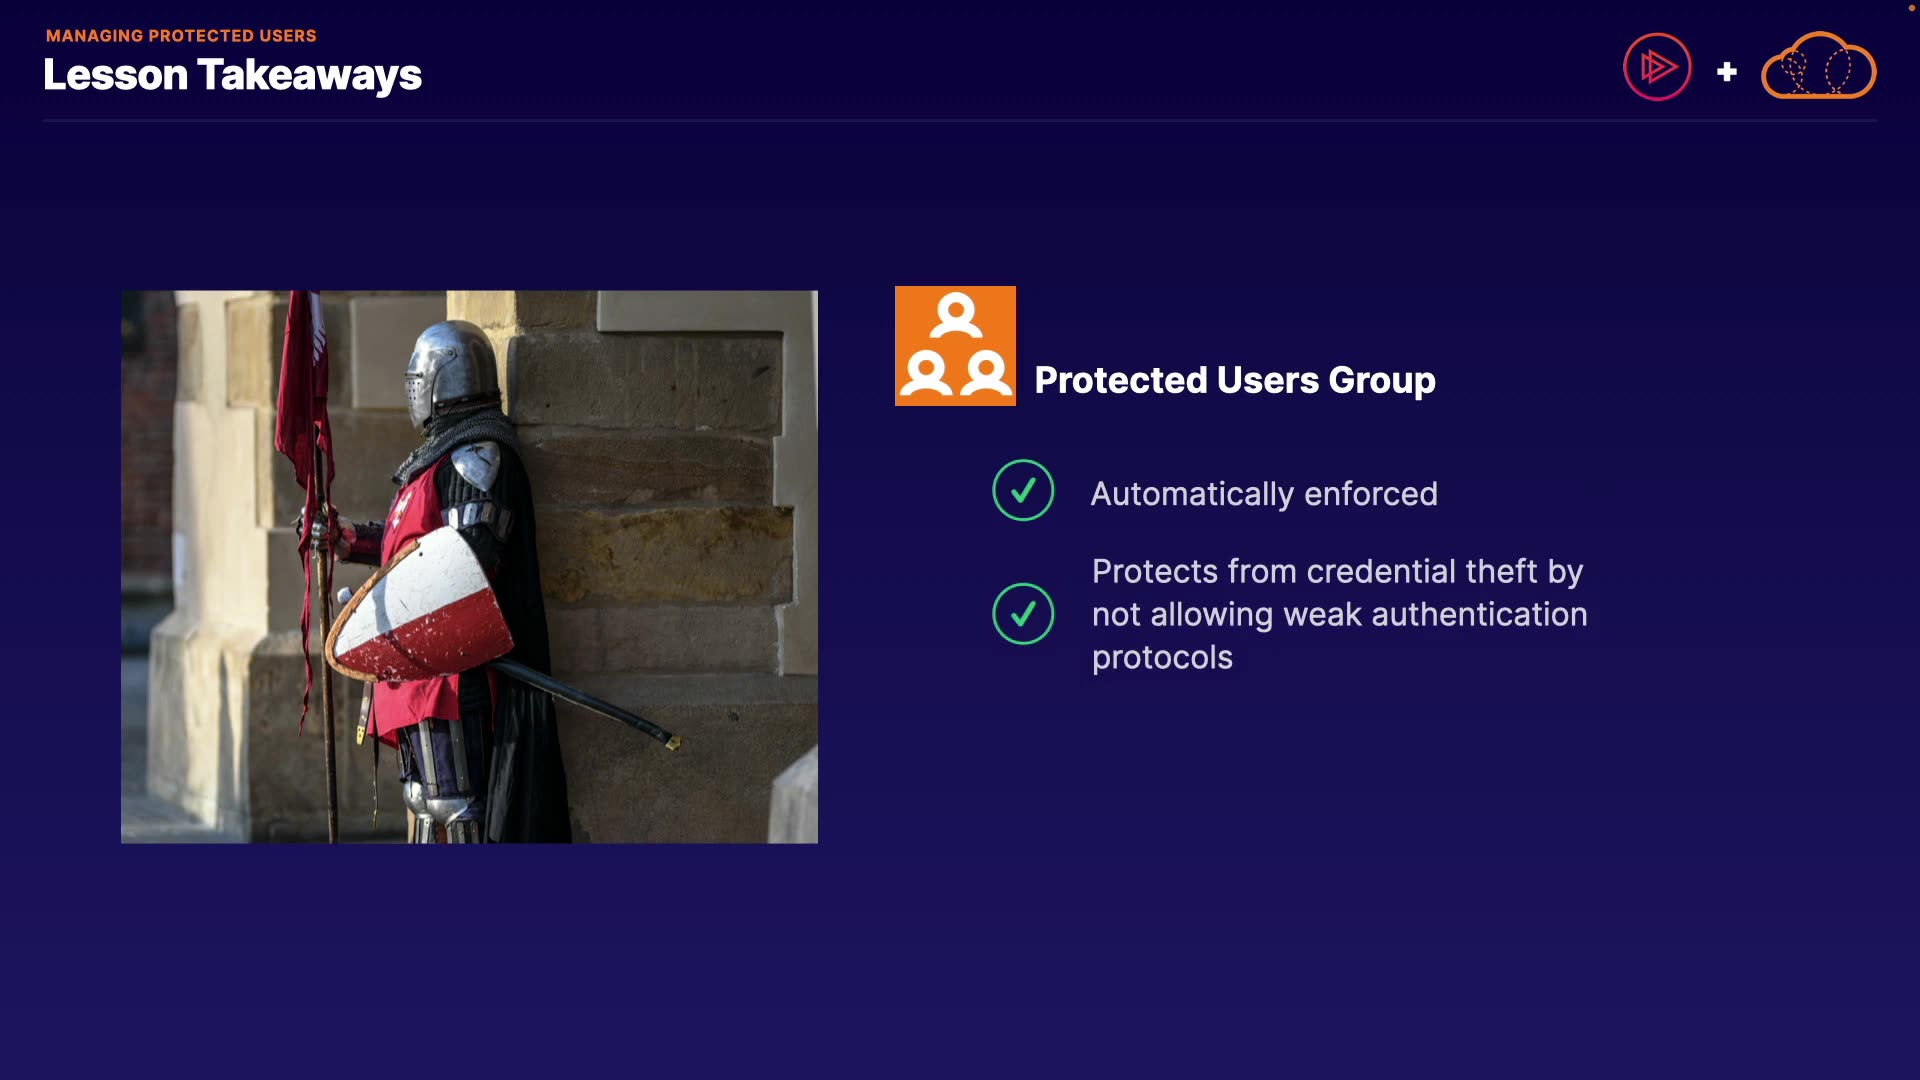 MANAGING PROTECTED USERS
Lesson Takeaways
Protected Users Group
Automatically enforced
Protects from credential theft by
not allowing weak authentication
protocols